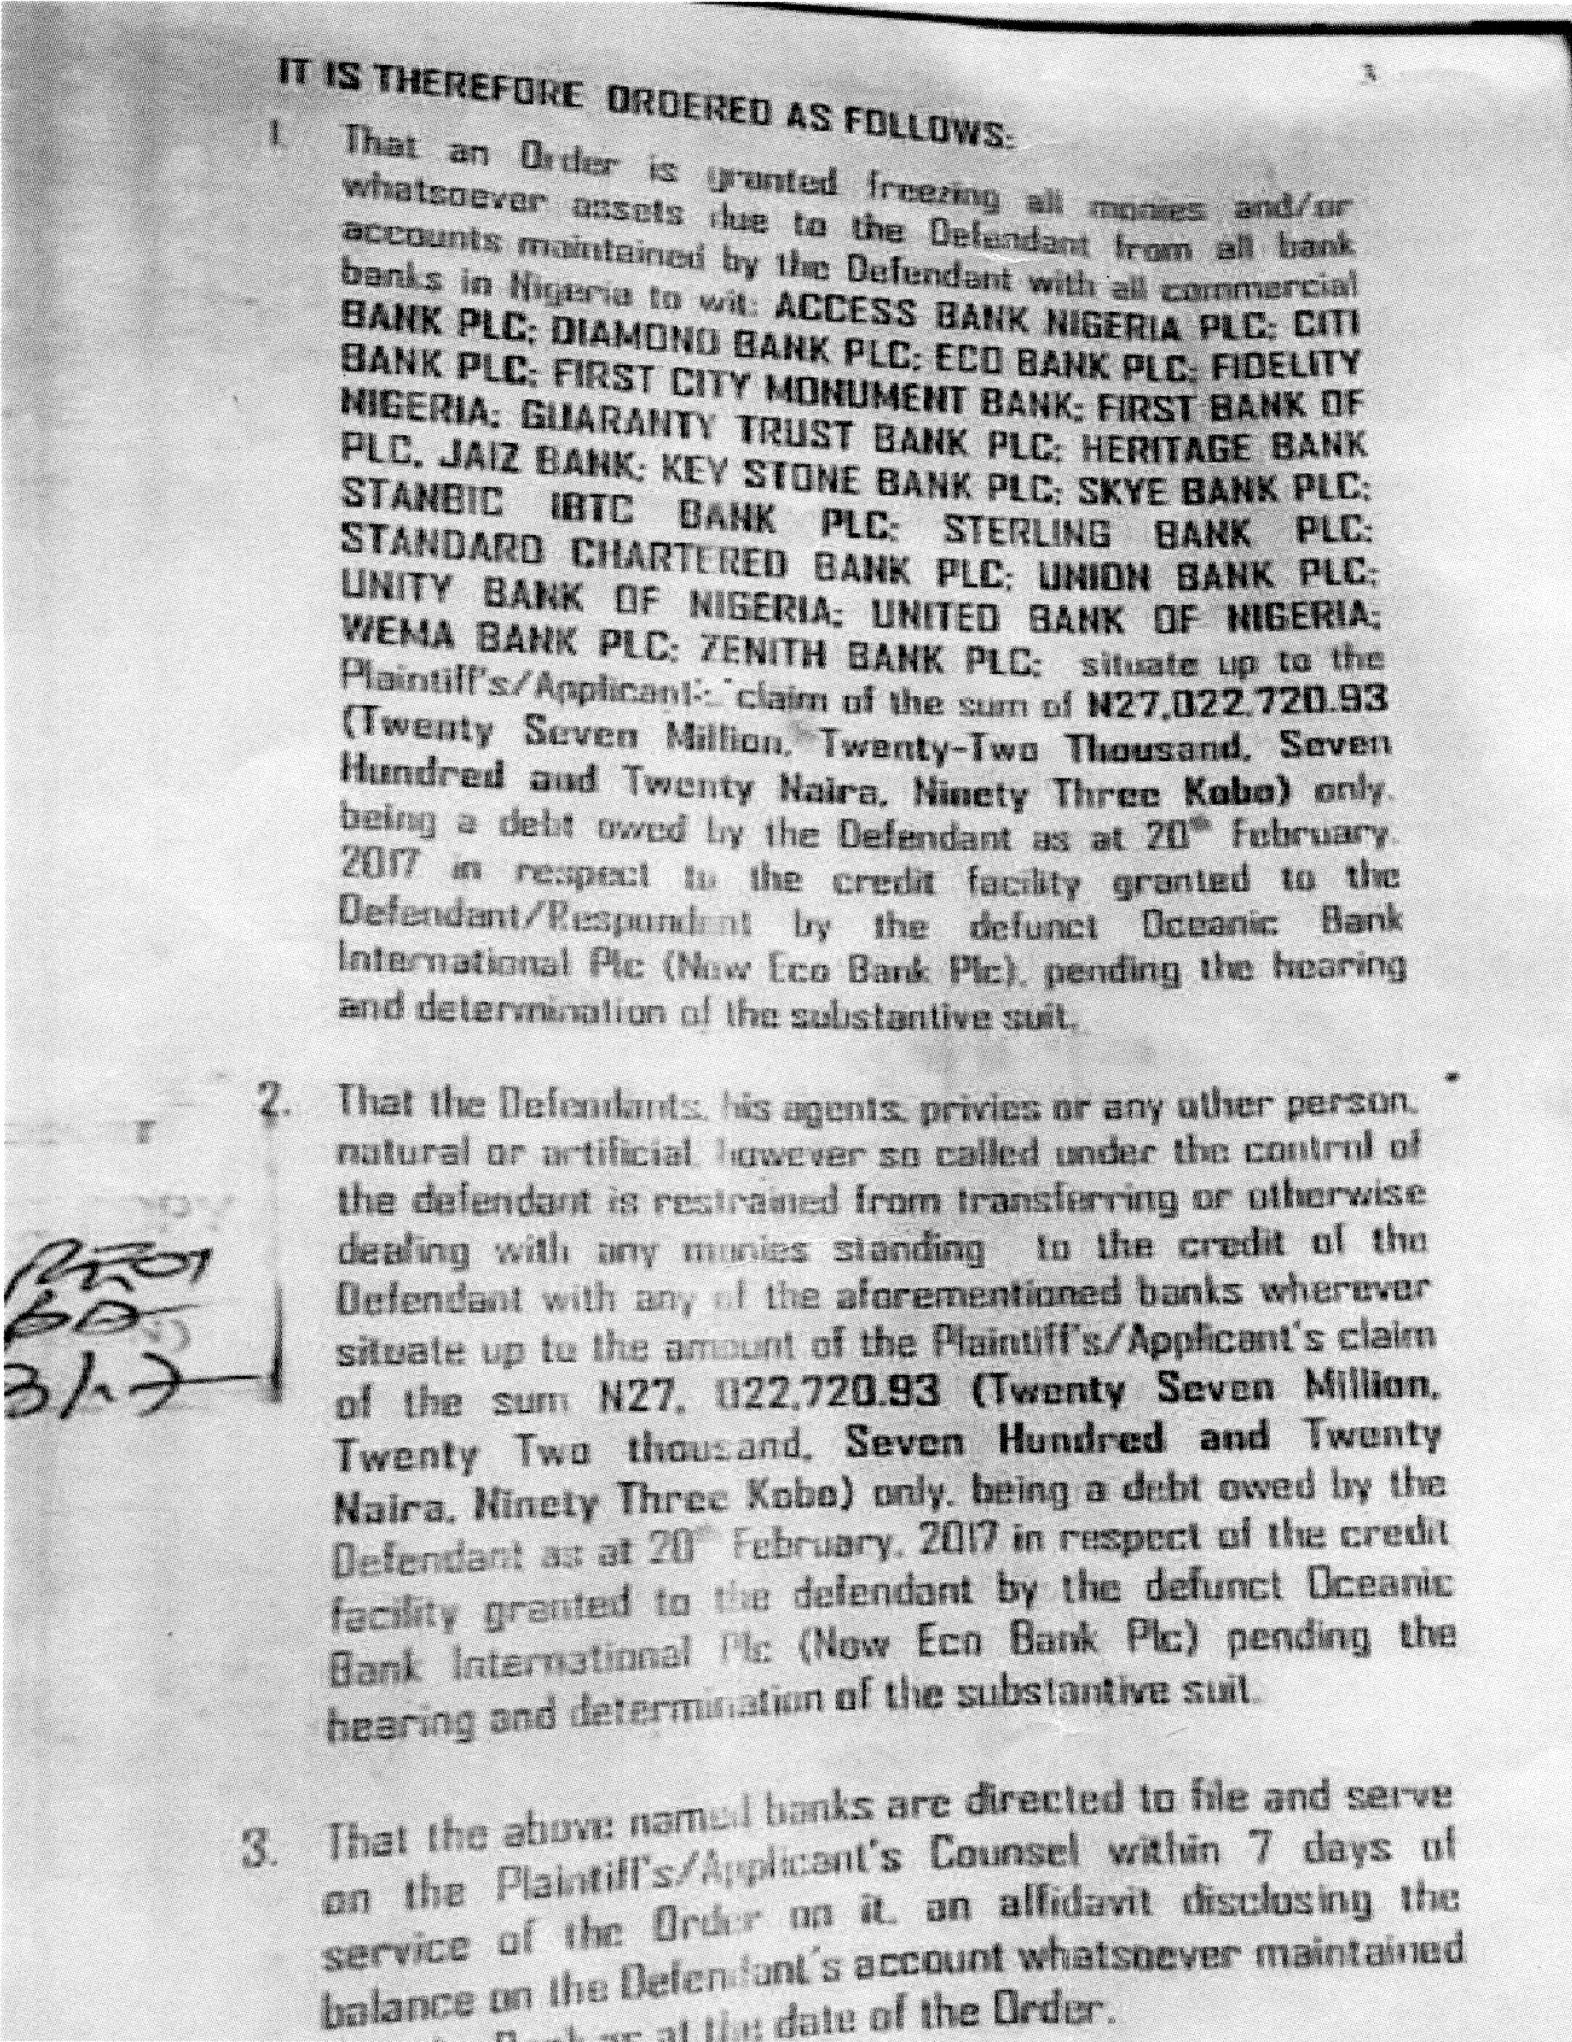 3
IT IS THEREFORE ORDERED AS FOLLOWS:
1. That an Order is granted freezing all monies and/or
whatsoever assets due to the Defendant from all bank
accounts maintained by the Defendant with all commercial
banks in Nigeria to wit: ACCESS BANK NIGERIA PLC; CITI
BANK PLC; DIAMOND BANK PLC; ECO BANK PLC; FIDELITY
BANK PLC; FIRST CITY MONUMENT BANK; FIRST BANK OF
NIGERIA; GUARANTY TRUST BANK PLC; HERITAGE BANK
PLC. JAIZ BANK; KEY STONE BANK PLC; SKYE BANK PLC;
STANBIC IBTC BANK PLC; STERLING BANK PLC;
STANDARD CHARTERED BANK PLC; UNION BANK PLC;
UNITY BANK OF NIGERIA; UNITED BANK OF NIGERIA;
WEMA BANK PLC; ZENITH BANK PLC; situate up to the
Plaintiff's/Applicant's claim of the sum of N27,022,720.93
(Twenty Seven Million, Twenty-Two Thousand, Seven
Hundred and Twenty Naira, Ninety Three Kobo) only,
being a debt owed by the Defendant as at 20th February,
2017 in respect to the credit facility granted to the
Defendant/Respondent by the defunct Oceanic Bank
International Plc (Now Eco Bank Plc), pending the hearing
and determination of the substantive suit.
2. That the Defendants, his agents, privies or any other person,
natural or artificial, however so called under the control of
the defendant is restrained from transferring or otherwise
dealing with any monies standing to the credit of the
Defendant with any of the aforementioned banks wherever
situate up to the amount of the Plaintiff's/Applicant's claim
of the sum N27, 022,720.93 (Twenty Seven Million,
Twenty Two thousand, Seven Hundred and Twenty
Naira, Ninety Three Kobo) only, being a debt owed by the
Defendant as at 20th February, 2017 in respect of the credit
facility granted to the defendant by the defunct Oceanic
Bank International Plc (Now Eco Bank Plc) pending the
hearing and determination of the substantive suit.
3. That the above named banks are directed to file and serve
on the Plaintiff's/Applicant's Counsel within 7 days of
service of the Order on it, an affidavit disclosing the
balance on the Defendant's account whatsoever maintained
as at the date of the Order.